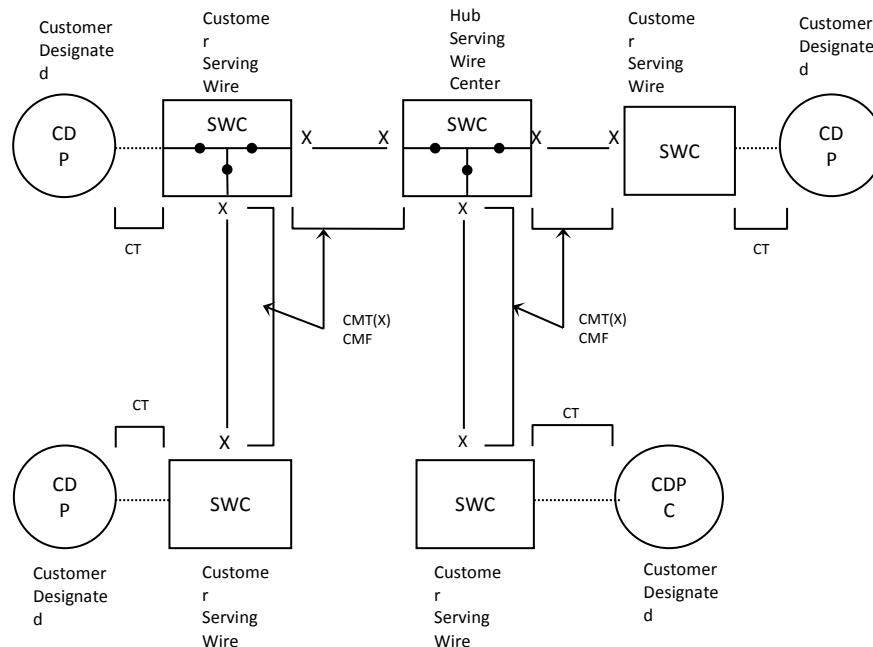 Customer
Designate
d
Custome
r
Serving
Wire
Hub
Serving
Wire
Center
Custome
r
Serving
Wire
Customer
Designate
d
CD
P
SWC
X
X
SWC
X
X
SWC
CD
P
CT
X
X
CT
CMT(X)
CMF
CMT(X)
CMF
CT
X
X
CT
CD
P
SWC
SWC
CDP
C
Customer
Designate
d
Custome
r
Serving
Wire
Custome
r
Serving
Wire
Customer
Designate
d